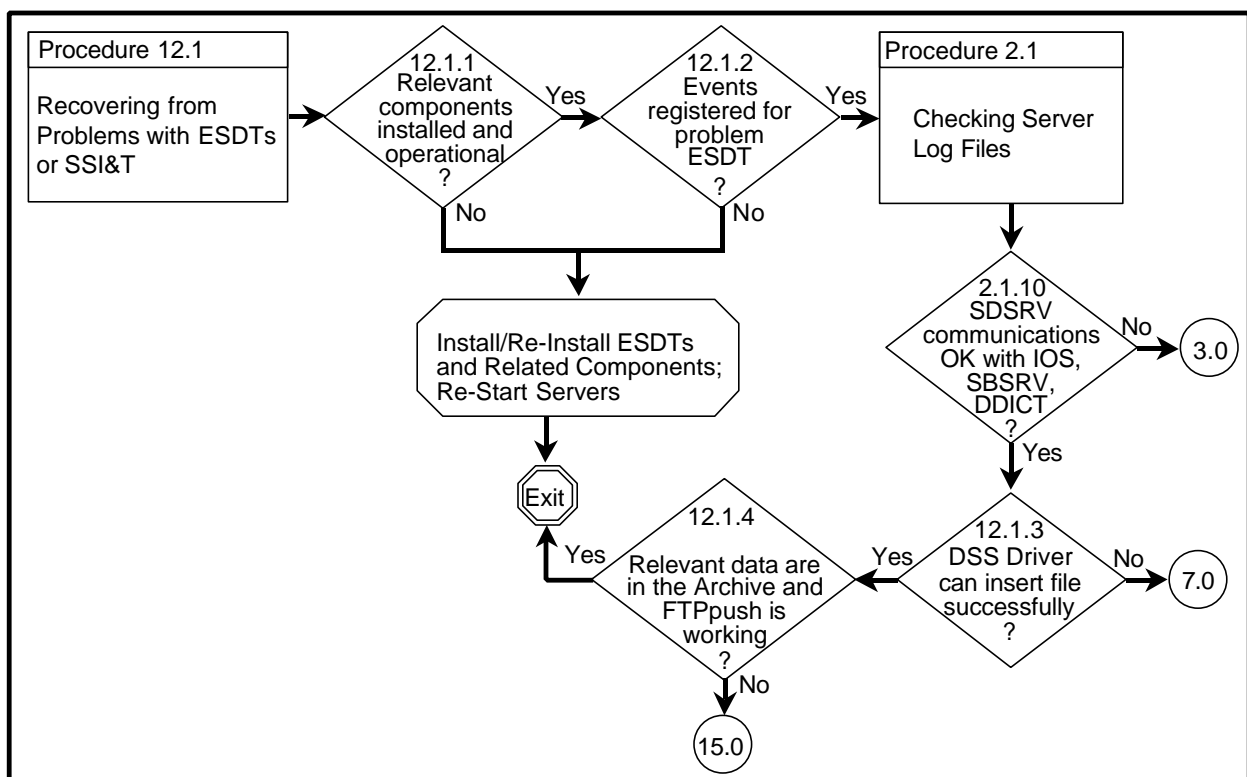 Procedure 12.1
Recovering from
Problems with ESDTs
or SSI&T
12.1.1
Relevant
components
installed and
operational
?
Yes
No
12.1.2
Events
registered for
problem
ESDT
?
Yes
No
Procedure 2.1
Checking Server
Log Files
2.1.10
SDSRV
communications
OK with IOS,
SBSRV,
DDICT
?
No
3.0
Yes
Install/Re-Install ESDTs
and Related Components;
Re-Start Servers
Exit
12.1.3
DSS Driver
can insert file
successfully
?
No
7.0
Yes
12.1.4
Relevant data are
in the Archive and
FTPpush is
working
?
Yes
No
15.0